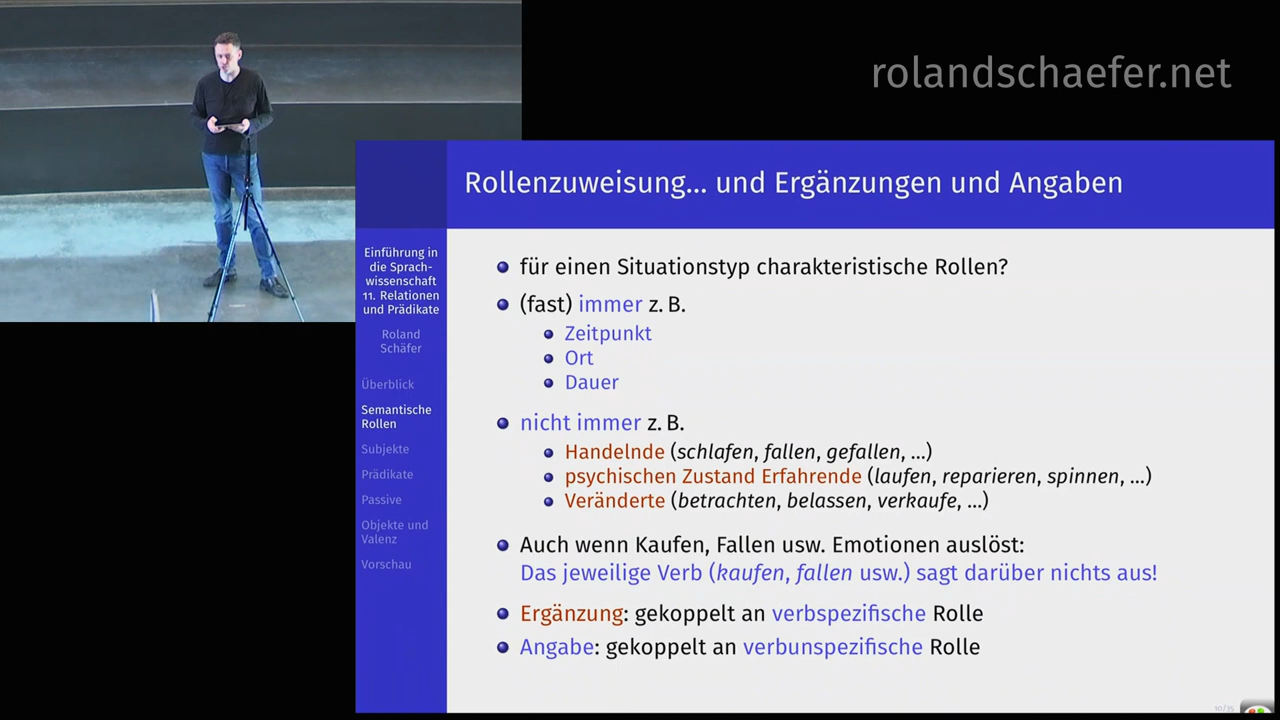 rolandschaefer.net
Rollenzuweisung... und Ergänzungen und Angaben
Einführung in
die Sprach-
wissenschaft
11. Relationen
und Prädikate
Roland
Schäfer
Überblick
Semantische
Rollen
Subjekte
Prädikate
Passive
Objekte und
Valenz
Vorschau
für einen Situationstyp charakteristische Rollen?
(fast) immer z. B.
Zeitpunkt
Ort
Dauer
nicht immer z. B.
Handelnde (schlafen, fallen, gefallen, ...)
psychischen Zustand Erfahrende (laufen, reparieren, spinnen, ...)
Veränderte (betrachten, belassen, verkaufe, ...)
Auch wenn Kaufen, Fallen usw. Emotionen auslöst:
Das jeweilige Verb (kaufen, fallen usw.) sagt darüber nichts aus!
Ergänzung: gekoppelt an verbspezifische Rolle
Angabe: gekoppelt an verbunspezifische Rolle
10/35